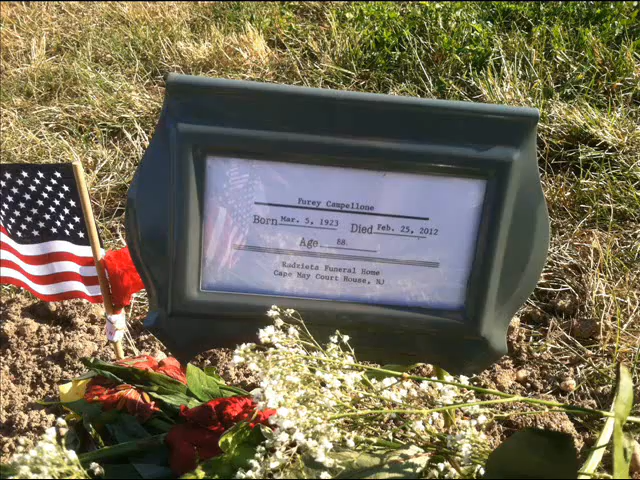 Furey Campellone
Born Mar. 5, 1923 Died Feb. 25, 2012
Age 88
Radzieta Funeral Home
Cape May Court House, NJ